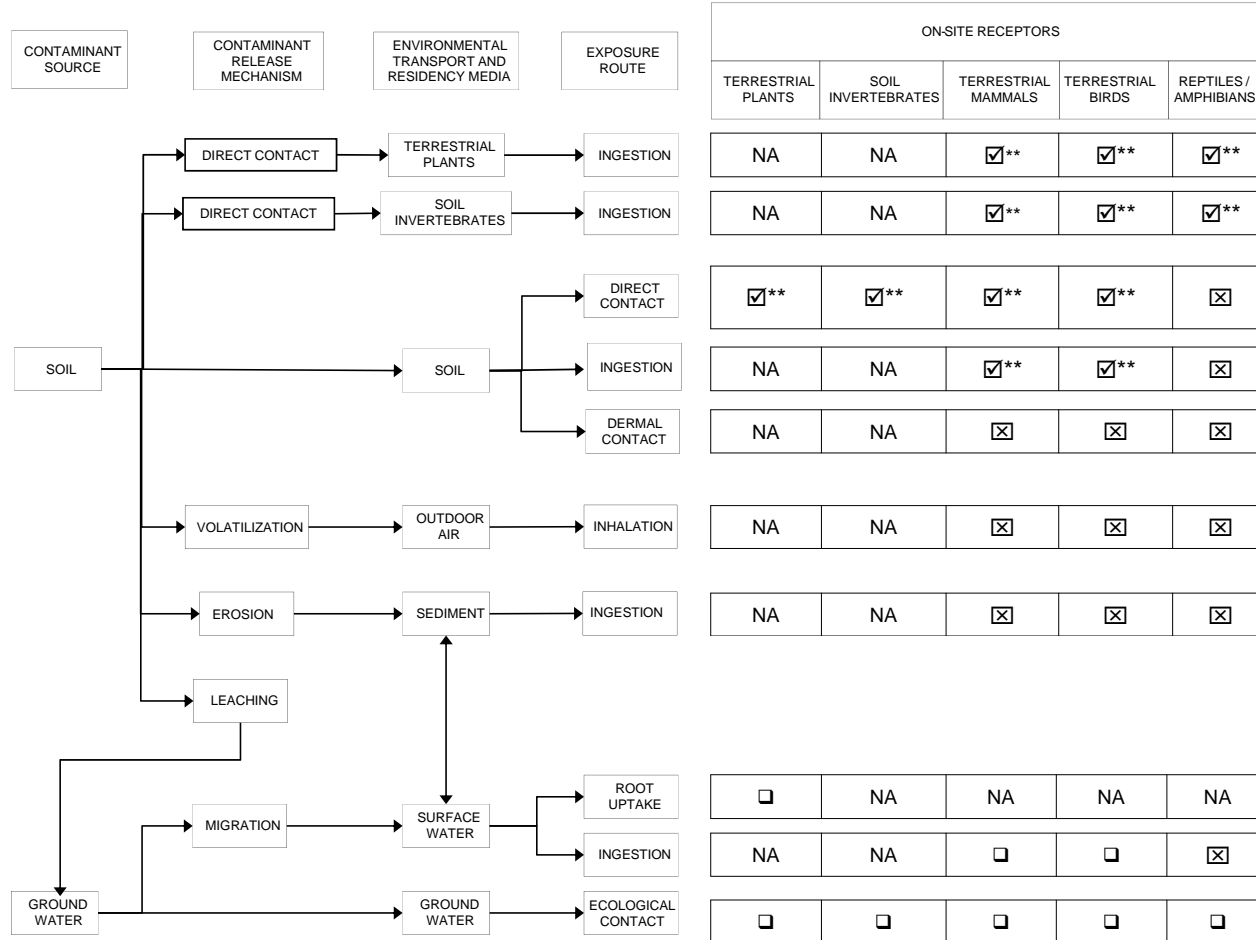 CONTAMINANT
SOURCE
CONTAMINANT
RELEASE
MECHANISM
ENVIRONMENTAL
TRANSPORT AND
RESIDENCY MEDIA
EXPOSURE
ROUTE
ON-SITE RECEPTORS
TERRESTRIAL
PLANTS
SOIL
INVERTEBRATES
TERRESTRIAL
MAMMALS
TERRESTRIAL
BIRDS
REPTILES /
AMPHIBIANS
DIRECT CONTACT
TERRESTRIAL
PLANTS
INGESTION
NA NA ☑** ☑** ☑**
DIRECT CONTACT
SOIL
INVERTEBRATES
INGESTION
NA NA ☑** ☑** ☑**
DIRECT
CONTACT
☑** ☑** ☑** ☑** ☒
SOIL
SOIL
INGESTION
NA NA ☑** ☑** ☒
DERMAL
CONTACT
NA NA ☒ ☒ ☒
VOLATILIZATION
OUTDOOR
AIR
INHALATION
NA NA ☒ ☒ ☒
EROSION
SEDIMENT
INGESTION
NA NA ☒ ☒ ☒
LEACHING
ROOT
UPTAKE
❑ NA NA NA NA
MIGRATION
SURFACE
WATER
INGESTION
NA NA ❑ ❑ ☒
GROUND
WATER
GROUND
WATER
ECOLOGICAL
CONTACT
❑ ❑ ❑ ❑ ❑